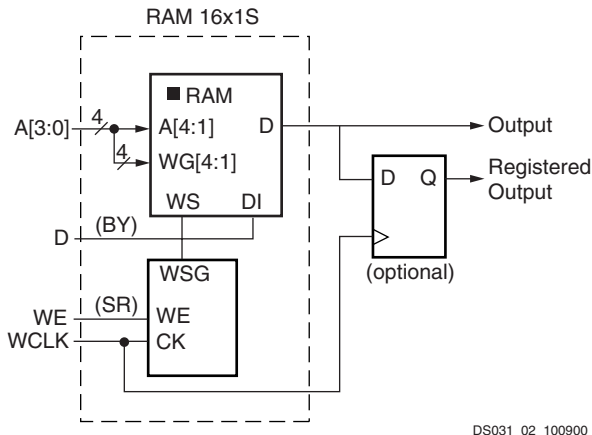 RAM 16x1S
RAM
A[3:0]
4
A[4:1]
D
Output
4
WG[4:1]
D
Q
Registered
Output
WS
DI
D
(BY)
WSG
(optional)
WE
(SR)
WE
WCLK
CK
DS031_02_100900